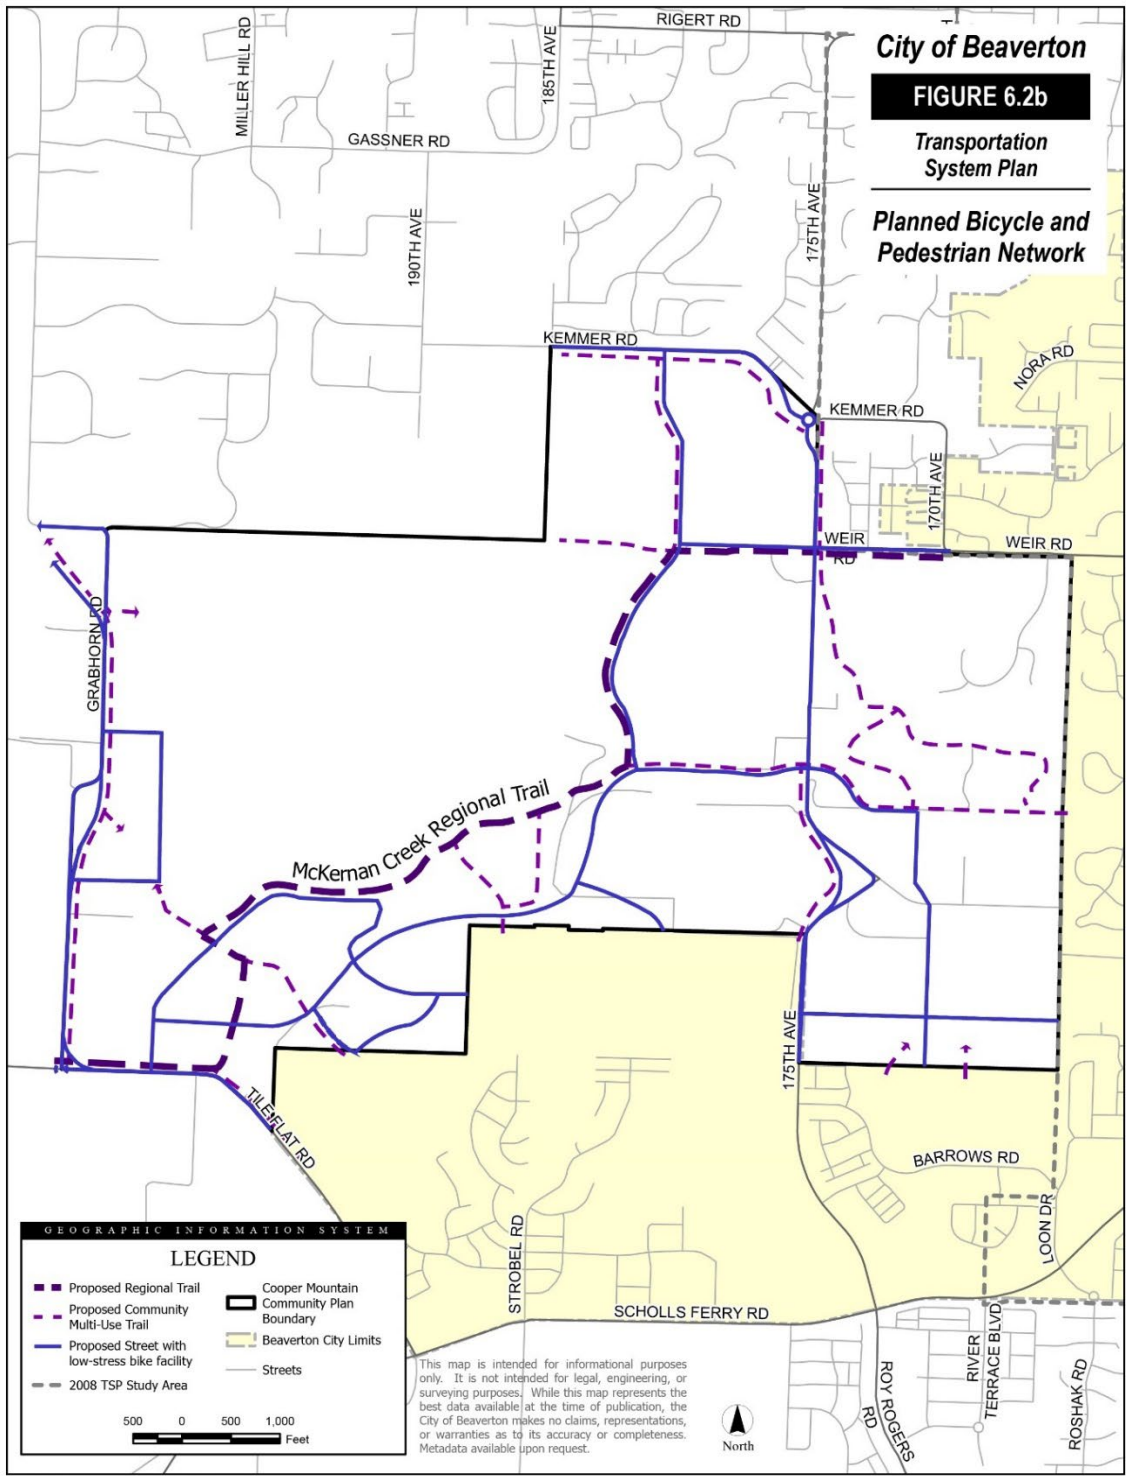 RIGERT RD
City of Beaverton
FIGURE 6.2b
Transportation
System Plan
Planned Bicycle and
Pedestrian Network
MILLER HILL RD
185TH AVE
GASSNER RD
175TH AVE
190TH AVE
KEMMER RD
NORA RD
KEMMER RD
170TH AVE
WEIR
RD
WEIR RD
GRABHORN RD
McKernan Creek Regional Trail
175TH AVE
TILE FLAT RD
BARROWS RD
LOON DR
STROBEL RD
SCHOLLS FERRY RD
RIVER
TERRACE BLVD
ROY ROGERS
RD
ROSHAK RD
GEOGRAPHIC INFORMATION SYSTEM
LEGEND
Proposed Regional Trail
Proposed Community
Multi-Use Trail
Proposed Street with
low-stress bike facility
2008 TSP Study Area
Cooper Mountain
Community Plan
Boundary
Beaverton City Limits
Streets
500 0 500 1,000
Feet
This map is intended for informational purposes
only. It is not intended for legal, engineering, or
surveying purposes. While this map represents the
best data available at the time of publication, the
City of Beaverton makes no claims, representations,
or warranties as to its accuracy or completeness.
Metadata available upon request.
North